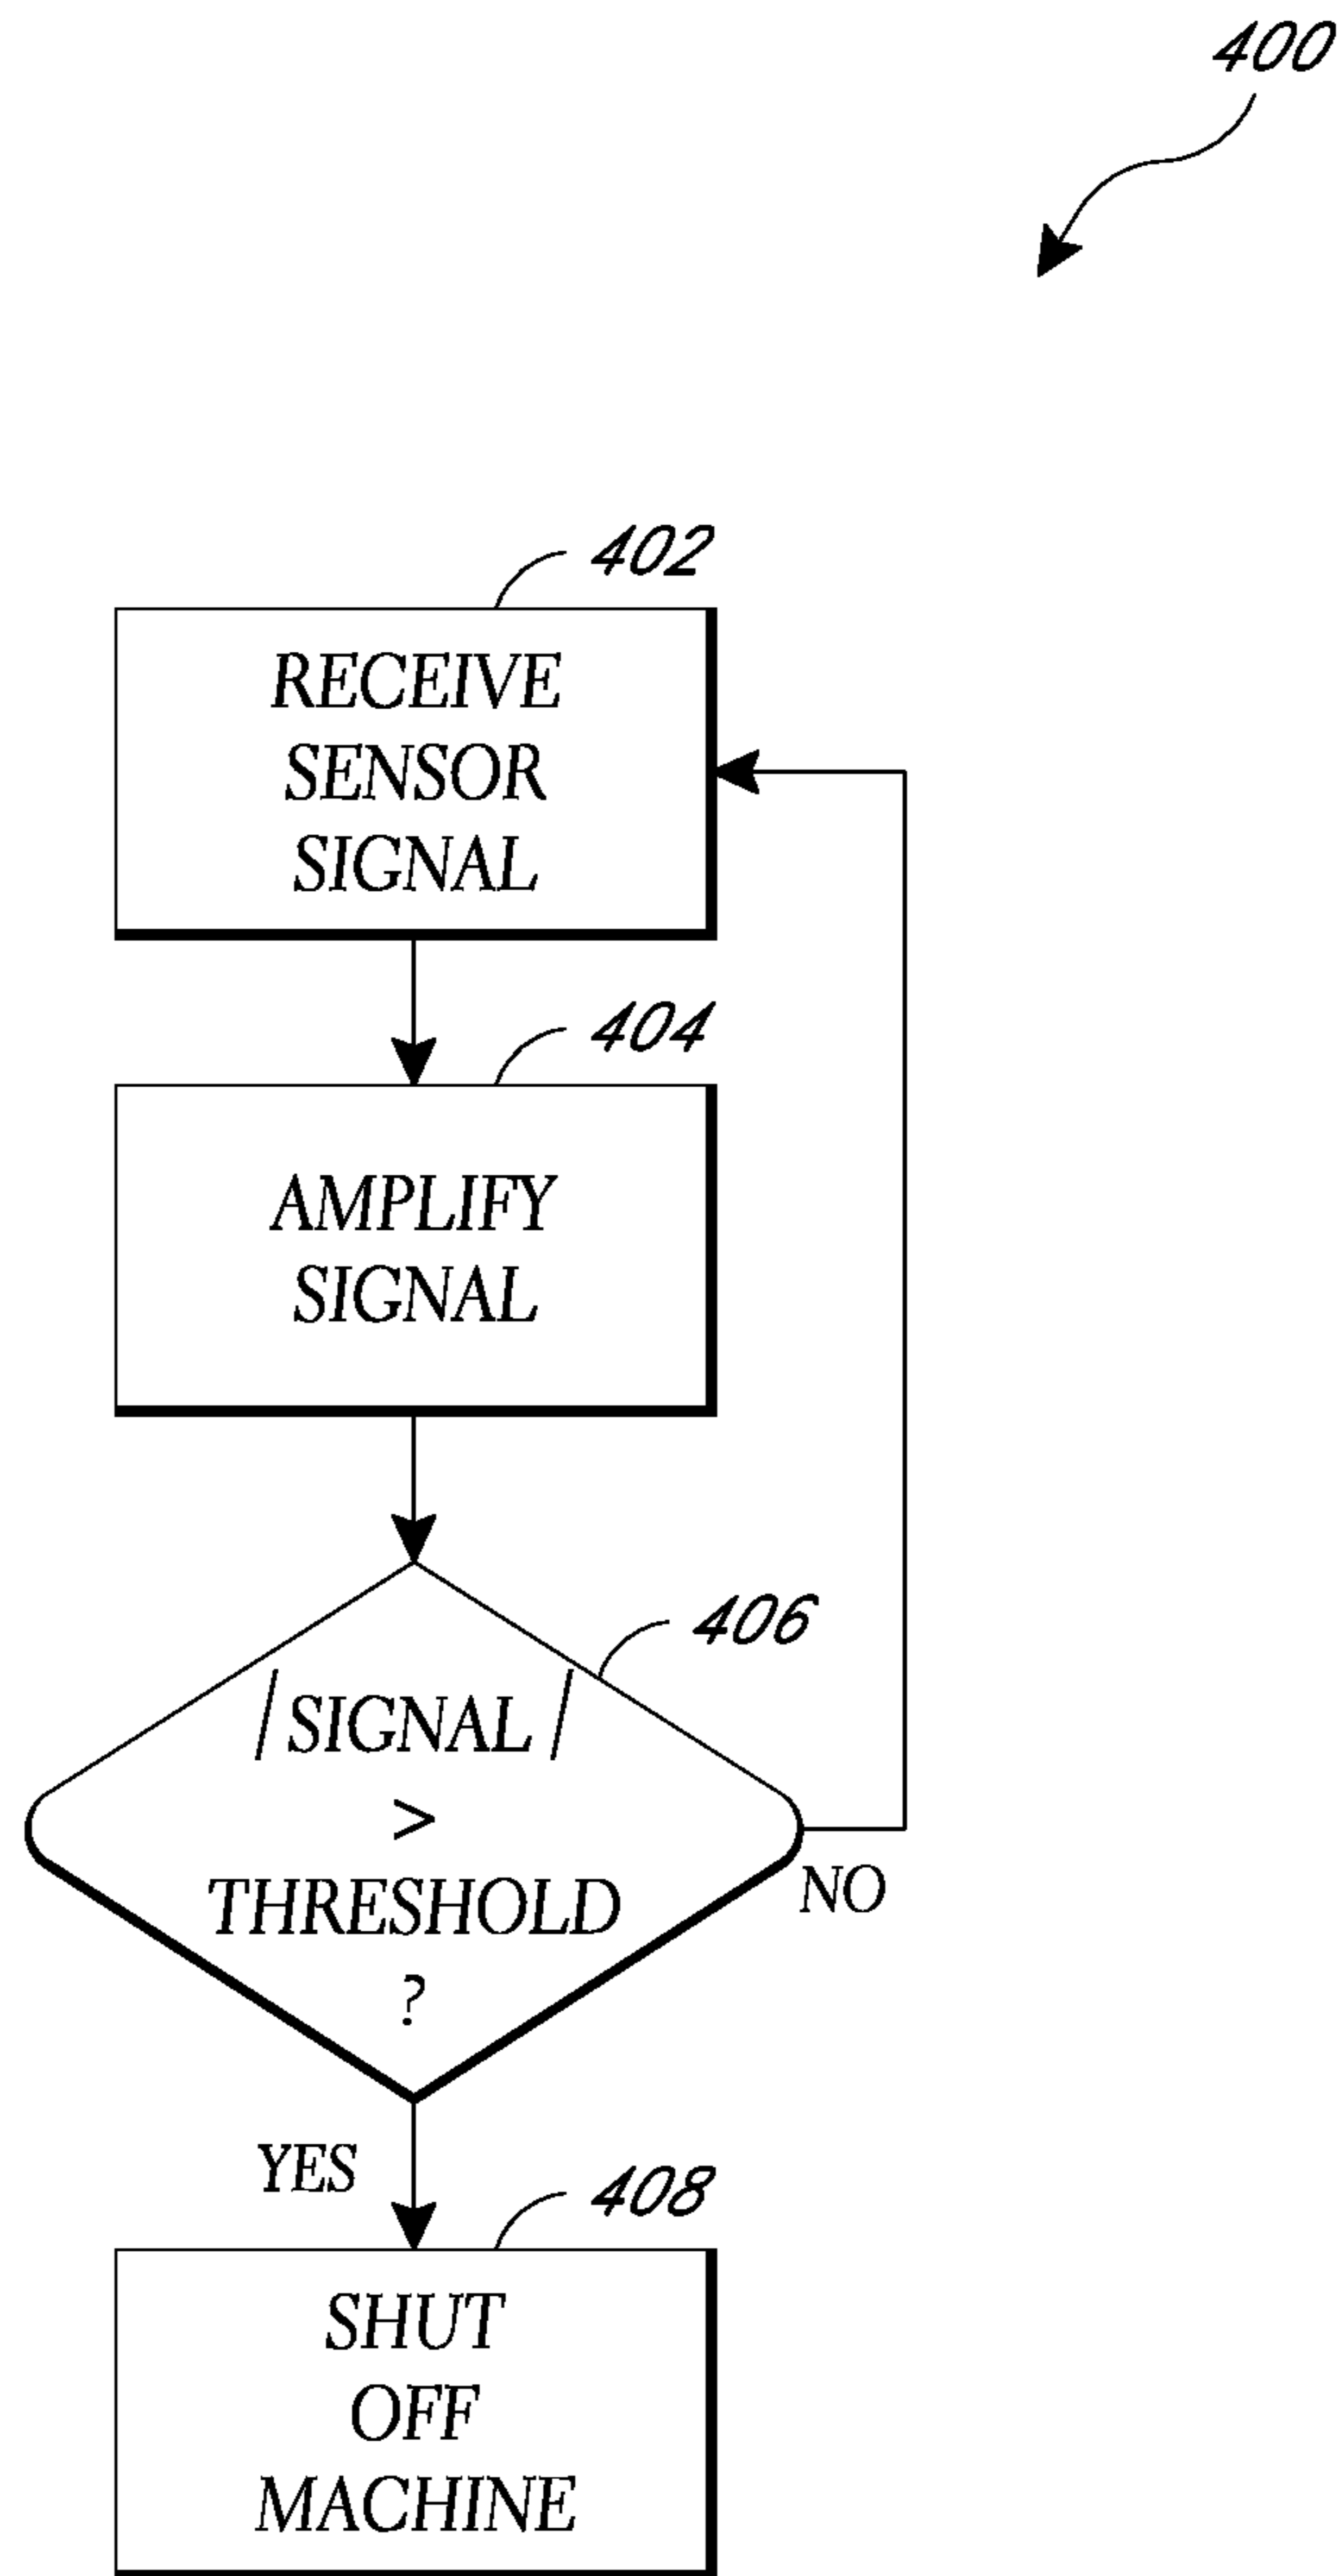 400
402
RECEIVE
SENSOR
SIGNAL
404
AMPLIFY
SIGNAL
406
/SIGNAL/
>
THRESHOLD
?
NO
YES
408
SHUT
OFF
MACHINE